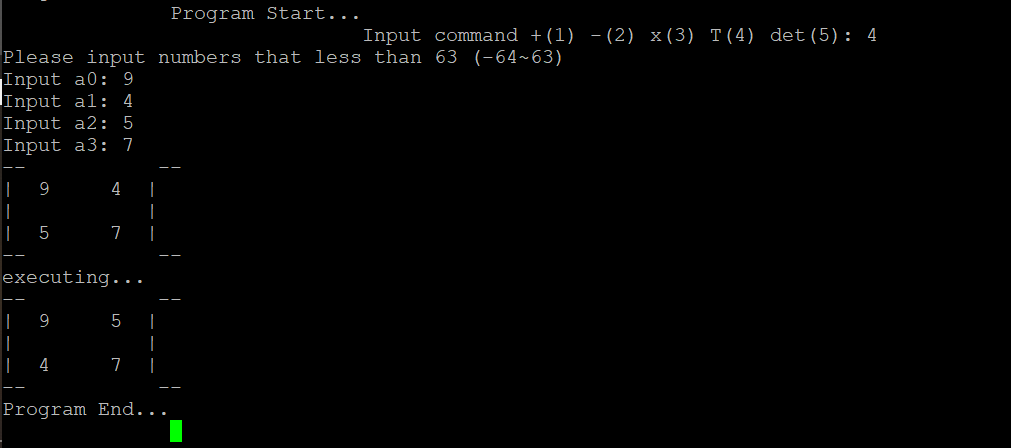 Program Start...
Input command +(1) -(2) x(3) T(4) det(5): 4
Please input numbers that less than 63 (-64~63)
Input a0: 9
Input a1: 4
Input a2: 5
Input a3: 7
-- --
| 9 4 |
| |
| 5 7 |
-- --
executing...
-- --
| 9 5 |
| |
| 4 7 |
-- --
Program End...